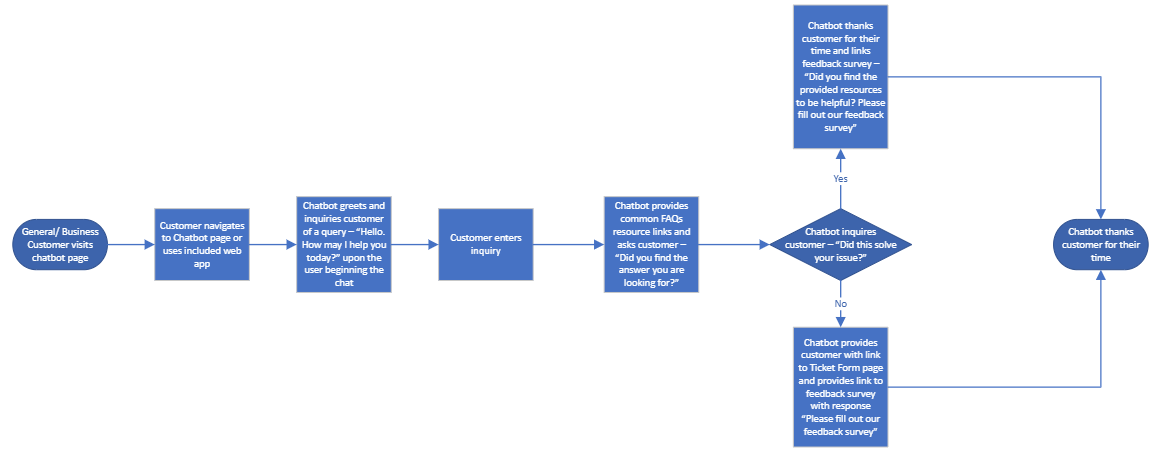 General/ Business
Customer visits
chatbot page
Customer navigates
to Chatbot page or
uses included web
app
Chatbot greets and
inquiries customer
of a query – “Hello.
How may I help you
today?” upon the
user beginning the
chat
Customer enters
inquiry
Chatbot provides
common FAQs
resource links and
asks customer –
“Did you find the
answer you are
looking for?”
Chatbot inquires
customer – “Did this solve
your issue?”
Yes
Chatbot thanks
customer for their
time and links
feedback survey –
“Did you find the
provided resources
to be helpful? Please
fill out our feedback
survey”
No
Chatbot provides
customer with link
to Ticket Form page
and provides link to
feedback survey
with response
“Please fill out our
feedback survey”
Chatbot thanks
customer for their
time